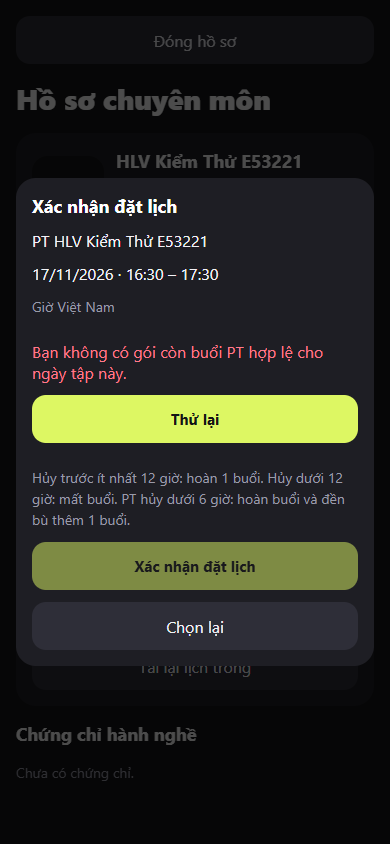 Đóng hồ sơ
Hồ sơ chuyên môn
HLV Kiểm Thử E53221
Xác nhận đặt lịch
PT HLV Kiểm Thử E53221
17/11/2026 · 16:30 – 17:30
Giờ Việt Nam
Bạn không có gói còn buổi PT hợp lệ cho
ngày tập này.
Thử lại
Hủy trước ít nhất 12 giờ: hoàn 1 buổi. Hủy dưới 12
giờ: mất buổi. PT hủy dưới 6 giờ: hoàn buổi và đền
bù thêm 1 buổi.
Xác nhận đặt lịch
Chọn lại
Tải lại lịch trống
Chứng chỉ hành nghề
Chưa có chứng chỉ.